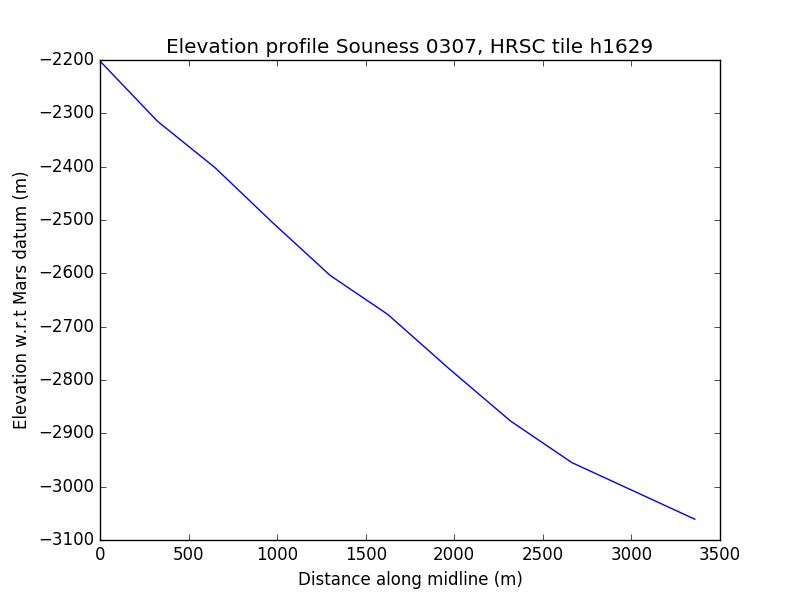 Elevation profile Souness 0307, HRSC tile h1629
−2200
−2300
−2400
−2500
−2600
−2700
−2800
−2900
−3000
−3100
Elevation w.r.t Mars datum (m)
0 500 1000 1500 2000 2500 3000 3500
Distance along midline (m)